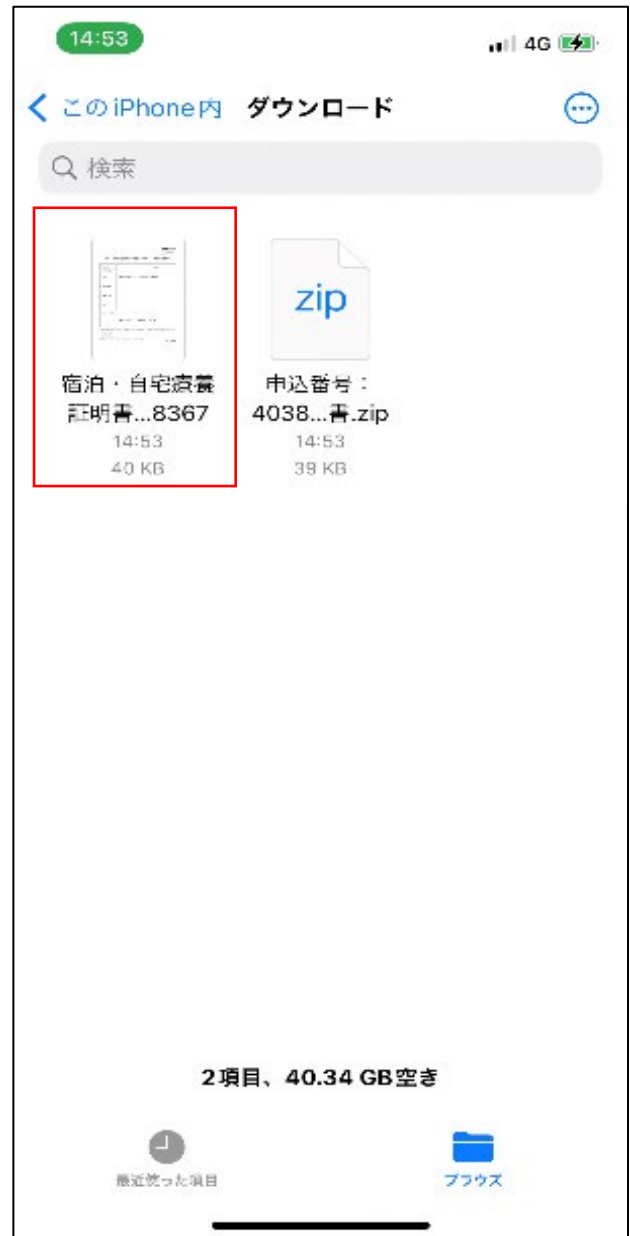 14:53
4G
このiPhone内 ダウンロード
検索
宿泊・自宅療養
証明書...8367
14:53
40 KB
zip
申込番号：
4038...書.zip
14:53
39 KB
2項目、40.34 GB空き
最近使った項目
ブラウズ